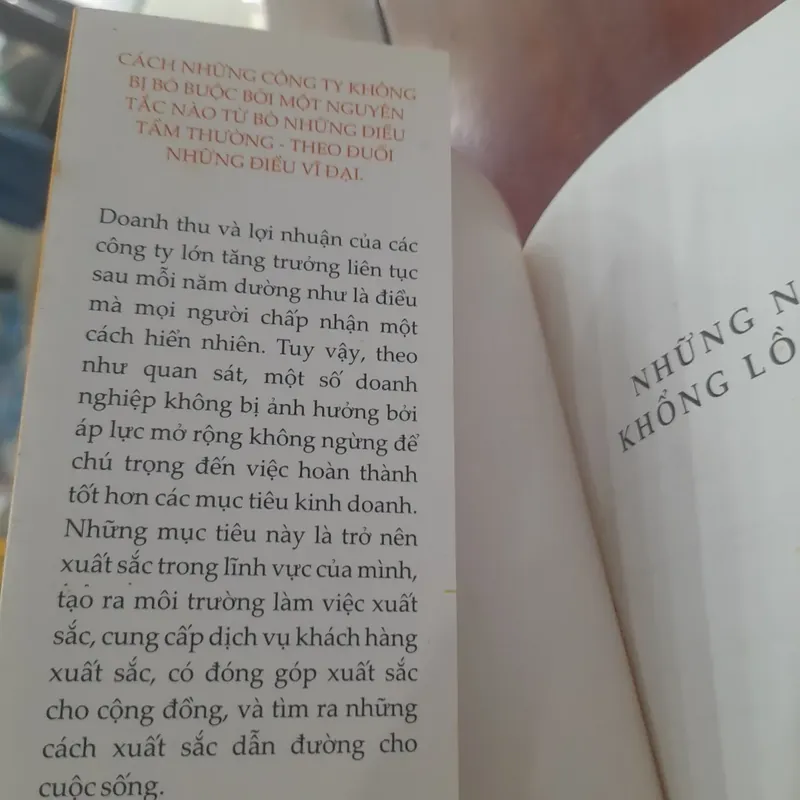 CÁCH NHỮNG CÔNG TY KHÔNG
BỊ BÓ BUỘC BỞI MỘT NGUYÊN
TẮC NÀO TỪ BỎ NHỮNG ĐIỀU
TẦM THƯỜNG - THEO ĐUỔI
NHỮNG ĐIỀU VĨ ĐẠI.
Doanh thu và lợi nhuận của các
công ty lớn tăng trưởng liên tục
sau mỗi năm dường như là điều
mà mọi người chấp nhận một
cách hiển nhiên. Tuy vậy, theo
như quan sát, một số doanh
nghiệp không bị ảnh hưởng bởi
áp lực mở rộng không ngừng để
chú trọng đến việc hoàn thành
tốt hơn các mục tiêu kinh doanh.
Những mục tiêu này là trở nên
xuất sắc trong lĩnh vực của mình,
tạo ra môi trường làm việc xuất
sắc, cung cấp dịch vụ khách hàng
xuất sắc, có đóng góp xuất sắc
cho cộng đồng, và tìm ra những
cách xuất sắc dẫn đường cho
cuộc sống.
NHỮNG N
KHỔNG LỒ